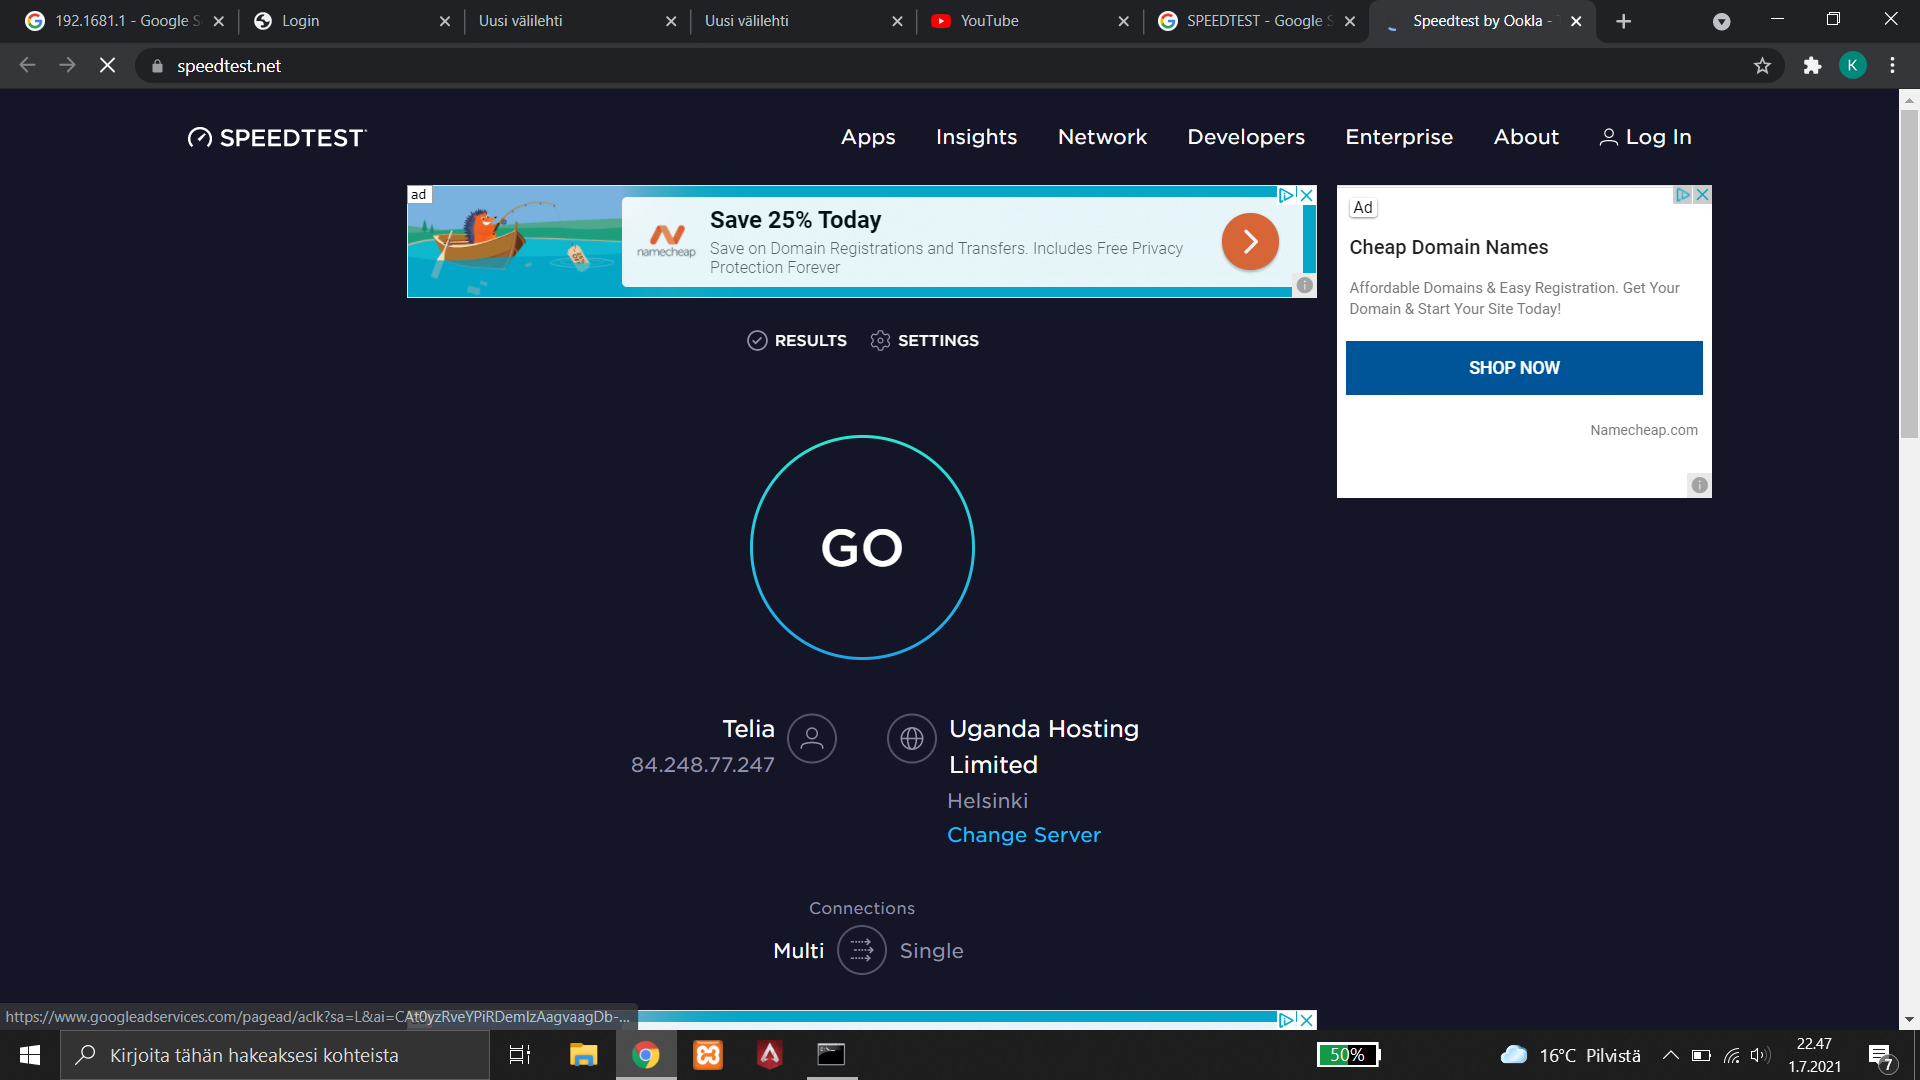 192.1681.1 - Google S
Login
Uusi välilehti
Uusi välilehti
YouTube
SPEEDTEST - Google S
Speedtest by Ookla -
speedtest.net
K
SPEEDTEST
Apps
Insights
Network
Developers
Enterprise
About
Log In
ad
namecheap
Save 25% Today
Save on Domain Registrations and Transfers. Includes Free Privacy
Protection Forever
Ad
Cheap Domain Names
Affordable Domains & Easy Registration. Get Your
Domain & Start Your Site Today!
SHOP NOW
Namecheap.com
RESULTS
SETTINGS
GO
Telia
84.248.77.247
Uganda Hosting
Limited
Helsinki
Change Server
Connections
Multi
Single
https://www.googleadservices.com/pagead/aclk?sa=L&ai=CAt0yzRveYPiRDemIzAagvaagDb-...
Kirjoita tähän hakeaksesi kohteista
50%
16°C Pilvistä
22.47
1.7.2021
7